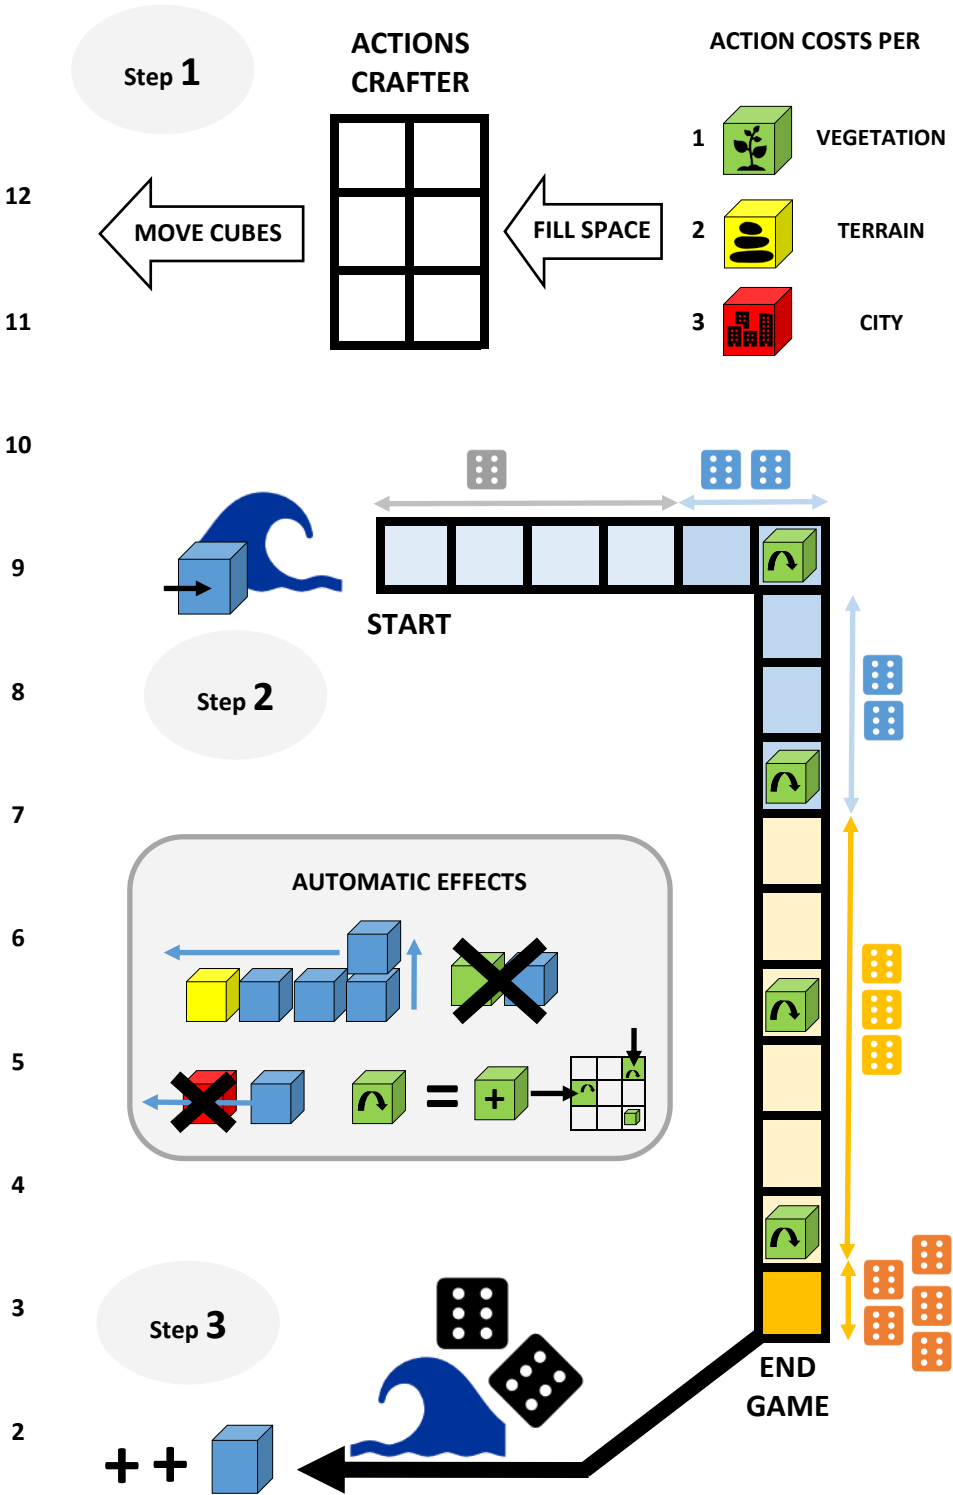 Step 1
ACTIONS
CRAFTER
ACTION COSTS PER
1 VEGETATION
12
MOVE CUBES
FILL SPACE
2 TERRAIN
11
3 CITY
10
9
START
8
Step 2
7
AUTOMATIC EFFECTS
6
5
=
+
4
3
Step 3
END
GAME
2
+ +